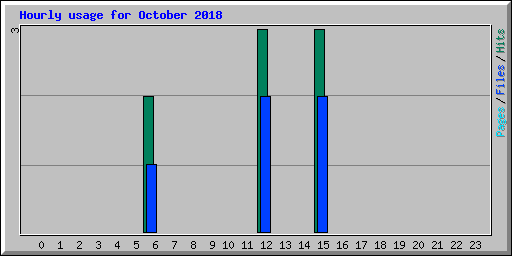 Hourly usage for October 2018
3
Pages/Files/Hits
0 1 2 3 4 5 6 7 8 9 10 11 12 13 14 15 16 17 18 19 20 21 22 23